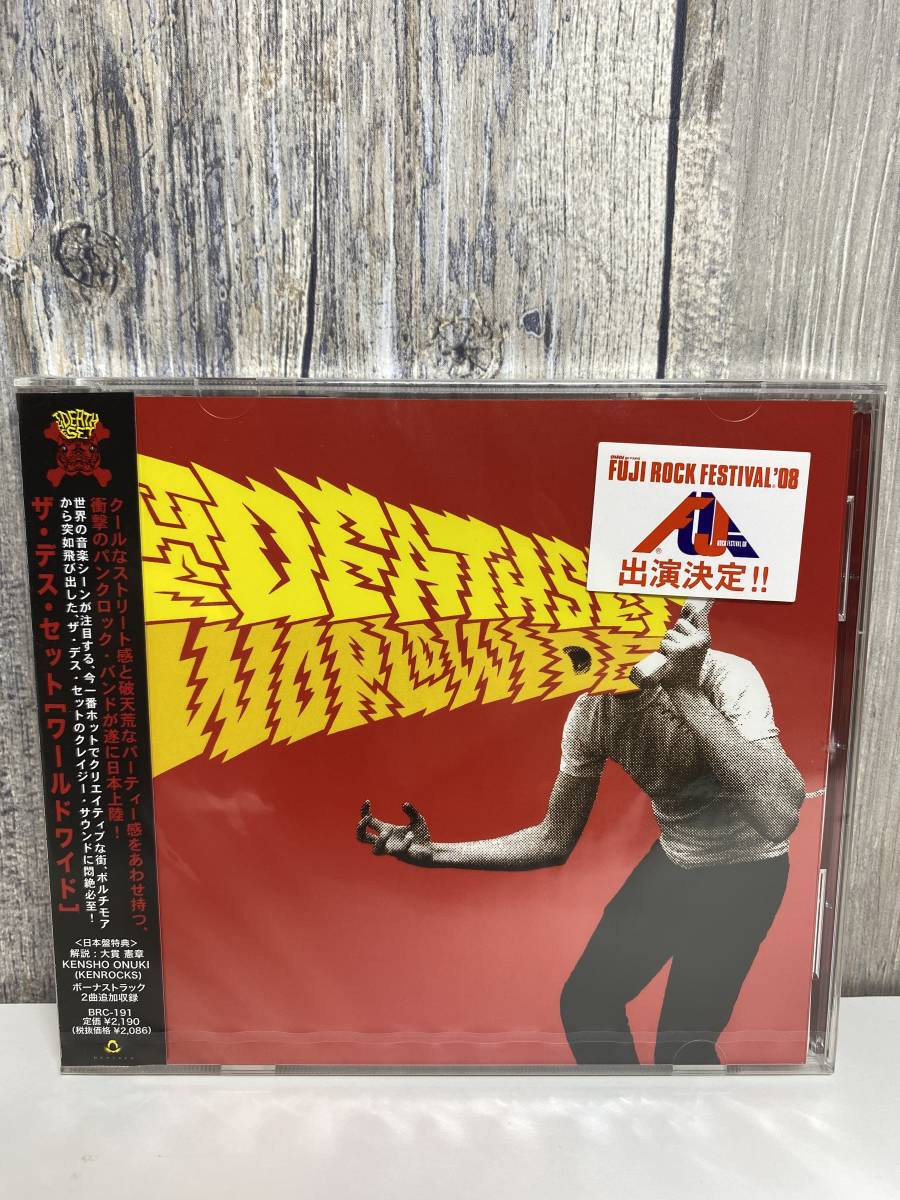 THE DEATH SET
クールなストリート感と破天荒なパーティー感をあわせ持つ、
衝撃のパンクロック・バンドが遂に日本上陸!
世界の音楽シーンが注目する、今一番ホットでクリエイティブな街、ボルチモア
から突如飛び出した、ザ・デス・セットのクレイジー・サウンドに悶絶必至!
ザ・デス・セット[ワールドワイド]
<日本盤特典>
解説:大貫 憲章
KENSHO ONUKI
(KENROCKS)
ボーナストラック
2曲追加収録
BRC-191
定価 ¥2,190
(税抜価格 ¥2,086)
DEATHSET
WORLDWIDE
FUJI ROCK FESTIVAL.'08
FUJI
ROCK FESTIVAL 08
®
出演決定!!